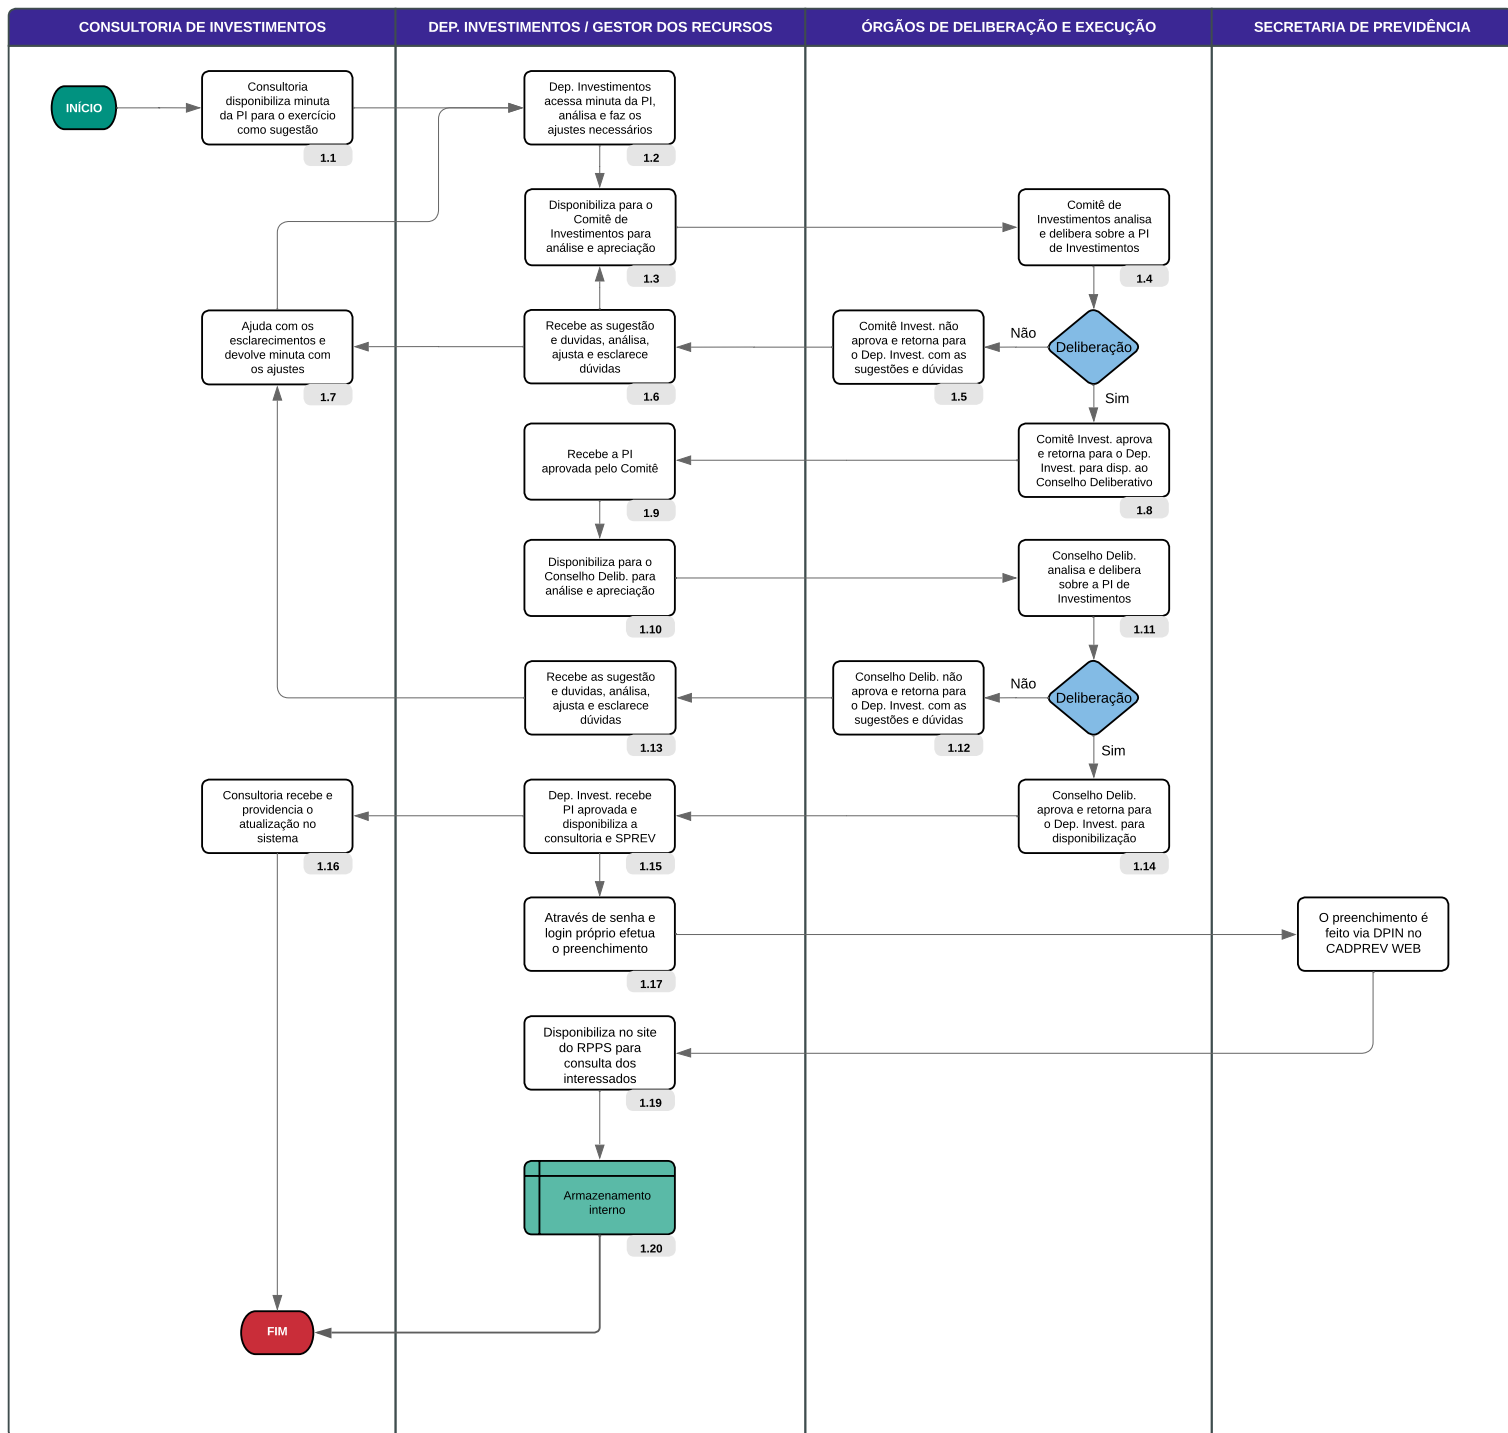 CONSULTORIA DE INVESTIMENTOS
DEP. INVESTIMENTOS / GESTOR DOS RECURSOS
ÓRGÃOS DE DELIBERAÇÃO E EXECUÇÃO
SECRETARIA DE PREVIDÊNCIA
INÍCIO
Consultoria
disponibiliza minuta
da PI para o exercício
como sugestão
1.1
Dep. Investimentos
acessa minuta da PI,
análisa e faz os
ajustes necessários
1.2
Disponibiliza para o
Comitê de
Investimentos para
análise e apreciação
1.3
Comitê de
Investimentos analisa
e delibera sobre a PI
de Investimentos
1.4
Deliberação
Não
Comitê Invest. não
aprova e retorna para
o Dep. Invest. com as
sugestões e dúvidas
1.5
Recebe as sugestão
e duvidas, análisa,
ajusta e esclarece
dúvidas
1.6
Ajuda com os
esclarecimentos e
devolve minuta com
os ajustes
1.7
Sim
Comitê Invest. aprova
e retorna para o Dep.
Invest. para disp. ao
Conselho Deliberativo
1.8
Recebe a PI
aprovada pelo Comitê
1.9
Disponibiliza para o
Conselho Delib. para
análise e apreciação
1.10
Conselho Delib.
analisa e delibera
sobre a PI de
Investimentos
1.11
Deliberação
Não
Conselho Delib. não
aprova e retorna para
o Dep. Invest. com as
sugestões e dúvidas
1.12
Recebe as sugestão
e duvidas, análisa,
ajusta e esclarece
dúvidas
1.13
Sim
Conselho Delib.
aprova e retorna para
o Dep. Invest. para
disponibilização
1.14
Dep. Invest. recebe
PI aprovada e
disponibiliza a
consultoria e SPREV
1.15
Consultoria recebe e
providencia o
atualização no
sistema
1.16
Através de senha e
login próprio efetua
o preenchimento
1.17
O preenchimento é
feito via DPIN no
CADPREV WEB
Disponibiliza no site
do RPPS para
consulta dos
interessados
1.19
Armazenamento
interno
1.20
FIM